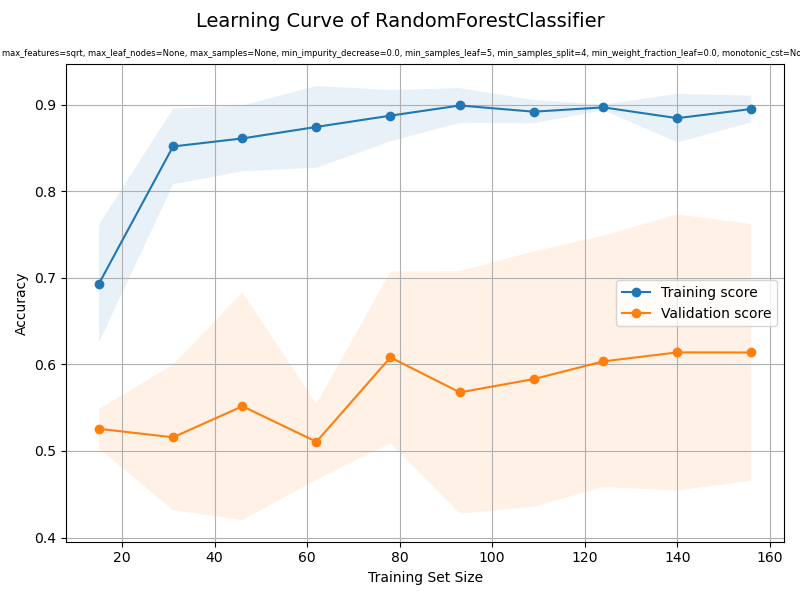 Learning Curve of RandomForestClassifier
max_features=sqrt, max_leaf_nodes=None, max_samples=None, min_impurity_decrease=0.0, min_samples_leaf=5, min_samples_split=4, min_weight_fraction_leaf=0.0, monotonic_cst=No
0.9
0.8
0.7
0.6
0.5
0.4
Accuracy
Training score
Validation score
20 40 60 80 100 120 140 160
Training Set Size